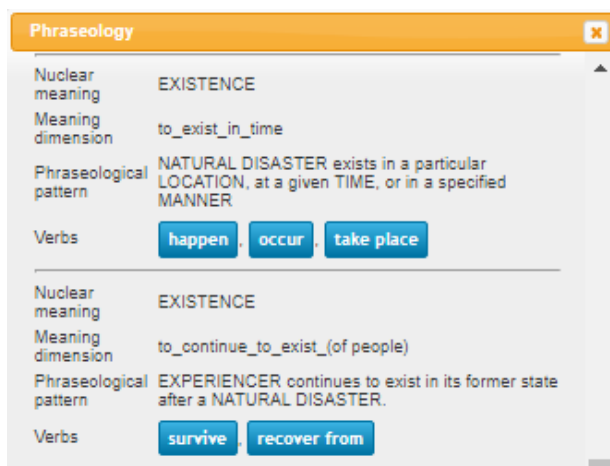 Phraseology
Nuclear meaning EXISTENCE
Meaning dimension to_exist_in_time
Phraseological pattern NATURAL DISASTER exists in a particular
LOCATION, at a given TIME, or in a specified
MANNER
Verbs happen , occur , take place
Nuclear meaning EXISTENCE
Meaning dimension to_continue_to_exist_(of people)
Phraseological pattern EXPERIENCER continues to exist in its former state
after a NATURAL DISASTER.
Verbs survive , recover from